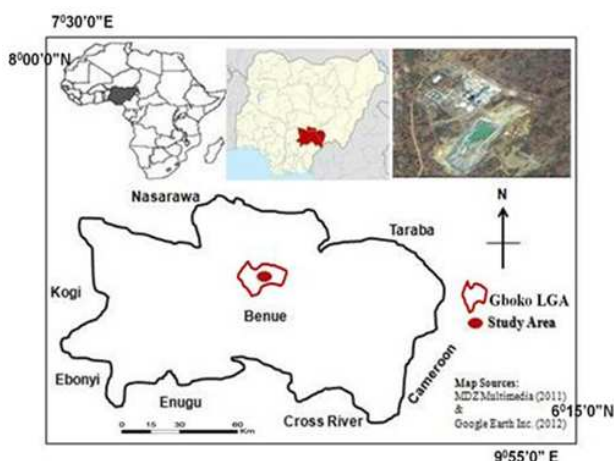 7⁰30'0"E
8⁰00'0"N
Nasarawa
N
Taraba
Kogi
Gboko LGA
Benue
Study Area
Ebonyi
Enugu
Cross River
Cameroon
Map Sources:
MDZ Multimedia (2011)
&
Google Earth Inc. (2012)
0 15 30 60
Km
6⁰15'0"N
9⁰55'0" E